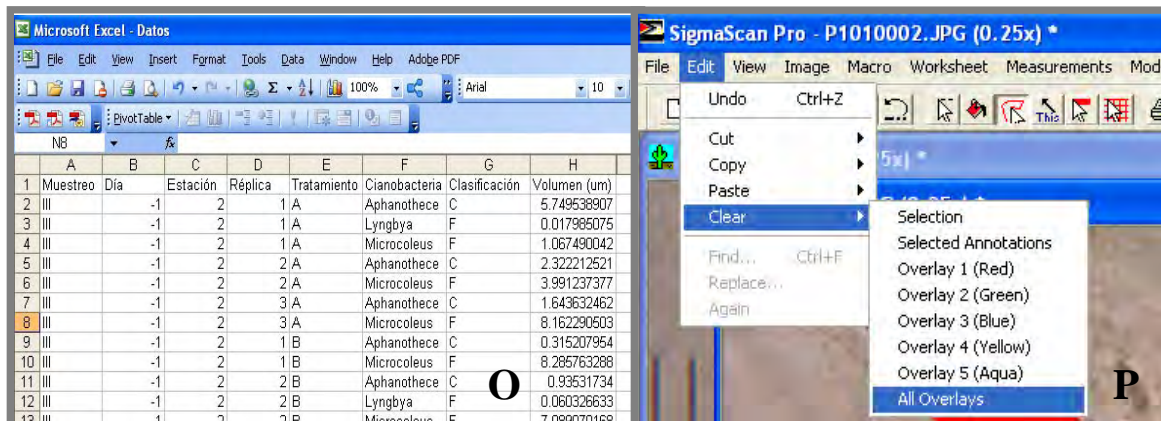 Microsoft Excel - Datos
File Edit View Insert Format Tools Data Window Help Adobe PDF
100% Arial 10
PivotTable
N8 fx
A B C D E F G H
1 Muestreo Día Estación Réplica Tratamiento Cianobacteria Clasificación Volumen (um)
2 III -1 2 1 A Aphanothece C 5.749538907
3 III -1 2 1 A Lyngbya F 0.017985075
4 III -1 2 1 A Microcoleus F 1.067490042
5 III -1 2 2 A Aphanothece C 2.322212521
6 III -1 2 2 A Microcoleus F 3.991237377
7 III -1 2 3 A Aphanothece C 1.643632462
8 III -1 2 3 A Microcoleus F 8.162290503
9 III -1 2 1 B Aphanothece C 0.315207954
10 III -1 2 1 B Microcoleus F 8.285763288
11 III -1 2 2 B Aphanothece C 0.93531734
12 III -1 2 2 B Lyngbya F 0.060326633
O
SigmaScan Pro - P1010002.JPG (0.25x) *
File Edit View Image Macro Worksheet Measurements Mod
This
Undo Ctrl+Z
Cut
Copy
Paste
Clear
Find... Ctrl+F
Replace...
Again
5x) *
Selection
Selected Annotations
Overlay 1 (Red)
Overlay 2 (Green)
Overlay 3 (Blue)
Overlay 4 (Yellow)
Overlay 5 (Aqua)
All Overlays
P